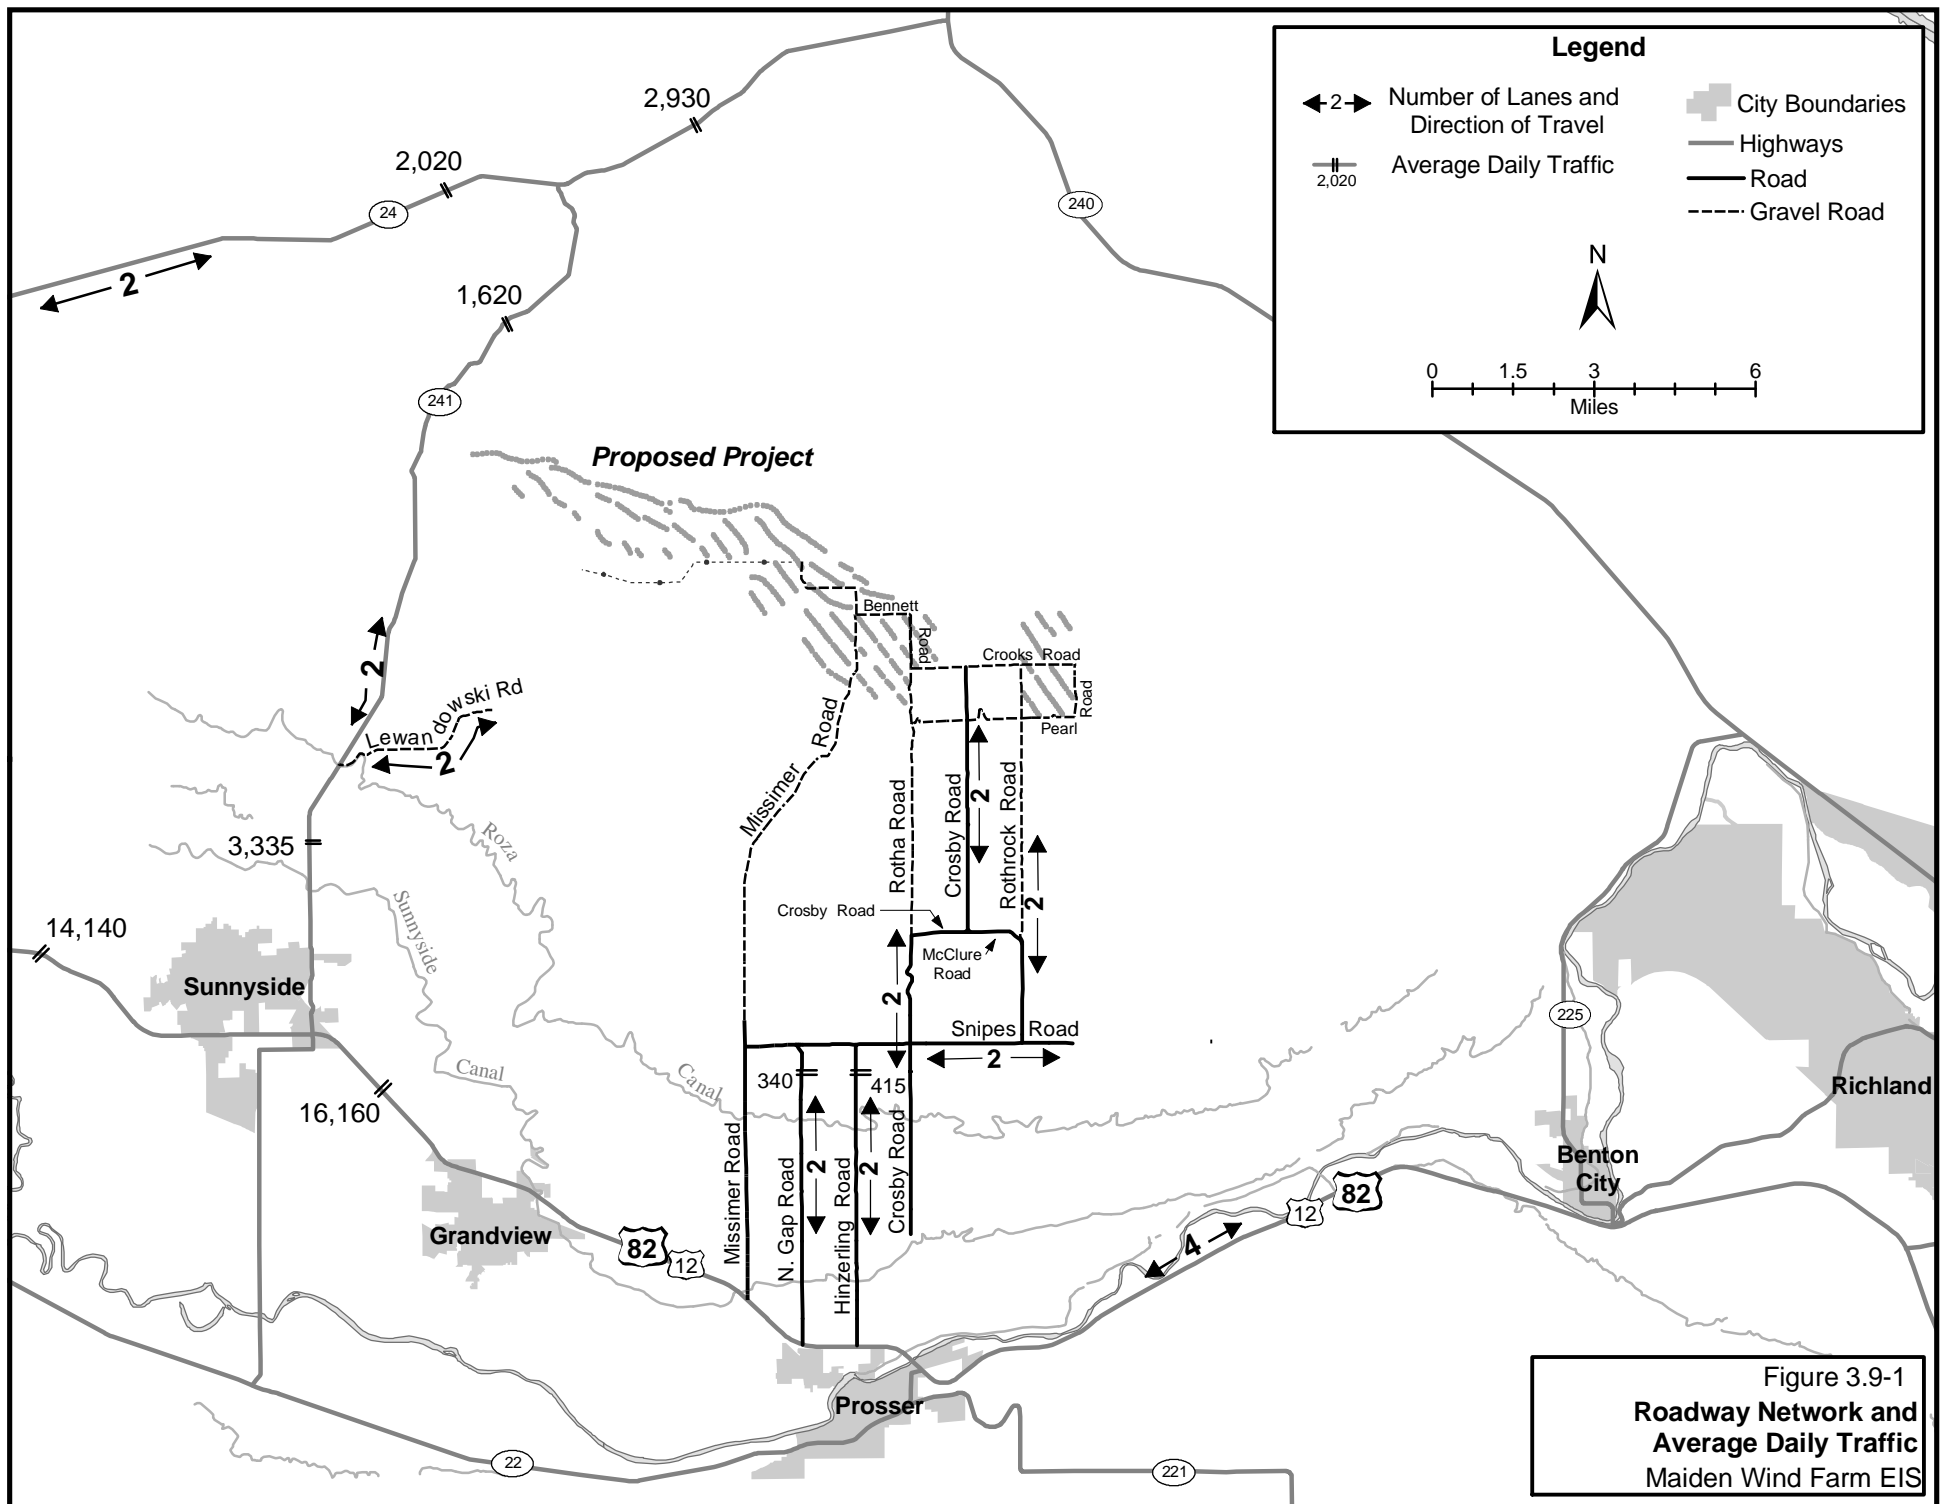 Legend
2
Number of Lanes and
Direction of Travel
2,020
Average Daily Traffic
City Boundaries
Highways
Road
Gravel Road
N
0 1.5 3 6
Miles
2,930
2,020
24
240
2
1,620
241
Proposed Project
Bennett
Road
Crooks Road
Road
Pearl
2
Lewandowski Rd
2
Missimer Road
Rotha Road
Crosby Road
2
Rothrock Road
2
Roza
3,335
Sunnyside
Crosby Road
McClure
Road
14,140
Sunnyside
2
Snipes Road
2
225
Canal
Canal
340
415
16,160
Richland
Missimer Road
N. Gap Road
2
Hinzerling Road
2
Crosby Road
Benton
City
82
12
4
Grandview
82
12
Prosser
22
221
Figure 3.9-1
Roadway Network and
Average Daily Traffic
Maiden Wind Farm EIS